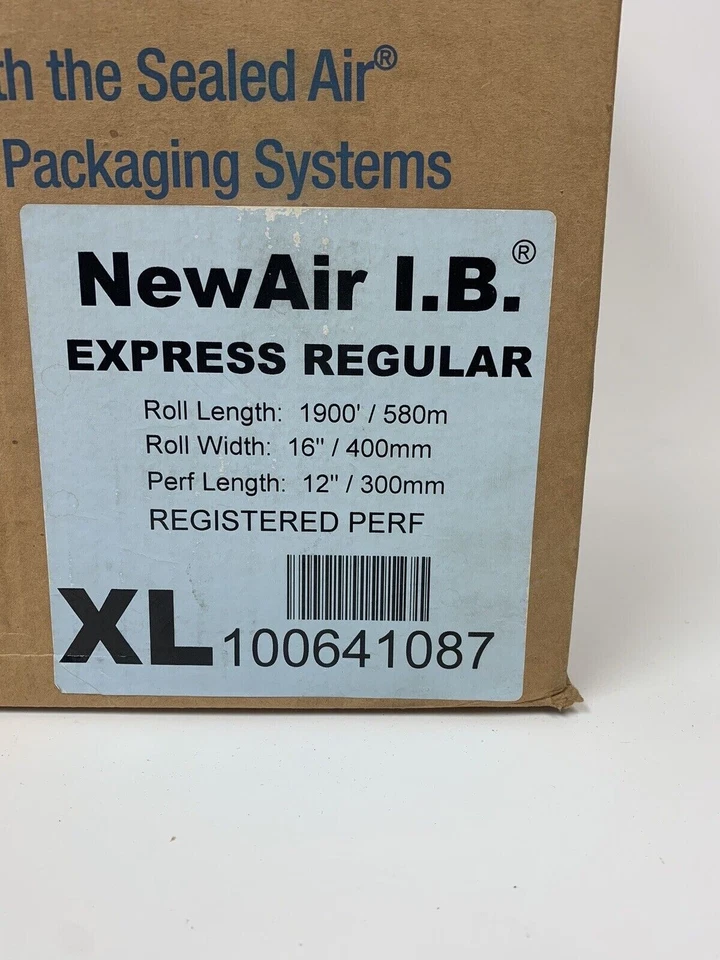 th the Sealed Air®
Packaging Systems
NewAir I.B.®
EXPRESS REGULAR
Roll Length: 1900' / 580m
Roll Width: 16" / 400mm
Perf Length: 12" / 300mm
REGISTERED PERF
XL 100641087